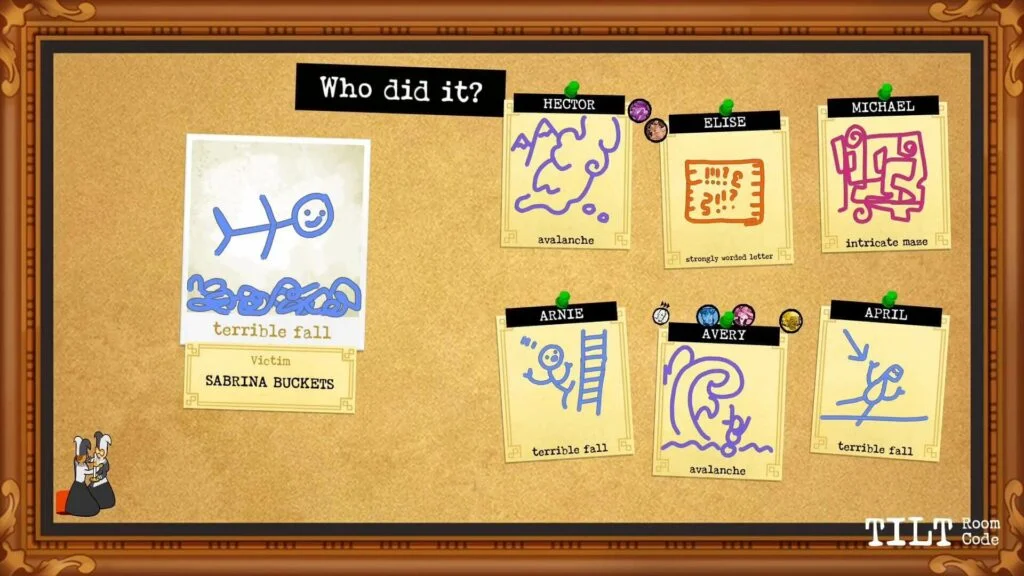 Who did it?
terrible fall
Victim
SABRINA BUCKETS
HECTOR
avalanche
ELISE
!!!!?
?!!?
strongly worded letter
MICHAEL
intricate maze
ARNIE
terrible fall
AVERY
avalanche
APRIL
terrible fall
TILT Room
Code